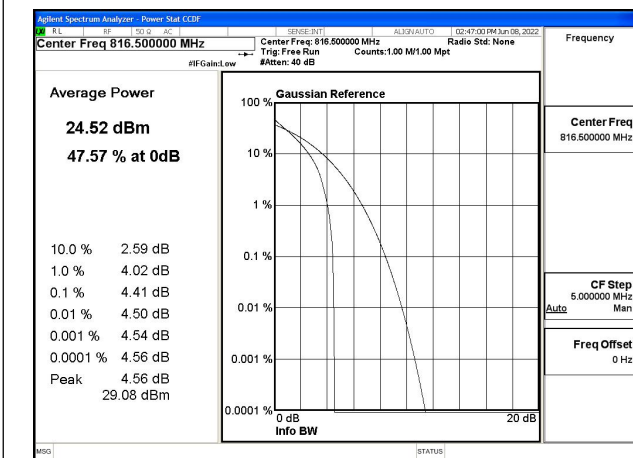 Agilent Spectrum Analyzer - Power Stat CCDF
RL RF 50 Ω AC SENSE:INT ALIGN AUTO 02:47:00 PM Jun 08, 2022
Center Freq 816.500000 MHz
#IFGain:Low
Center Freq: 816.500000 MHz Radio Std: None
Trig: Free Run Counts:1.00 M/1.00 Mpt
#Atten: 40 dB
Average Power
24.52 dBm
47.57 % at 0dB
10.0 % 2.59 dB
1.0 % 4.02 dB
0.1 % 4.41 dB
0.01 % 4.50 dB
0.001 % 4.54 dB
0.0001 % 4.56 dB
Peak 4.56 dB
29.08 dBm
Gaussian Reference
100 %
10 %
1 %
0.1 %
0.01 %
0.001 %
0.0001 %
0 dB 20 dB
Info BW
Frequency
Center Freq
816.500000 MHz
CF Step
5.000000 MHz
Auto Man
Freq Offset
0 Hz
MSG STATUS